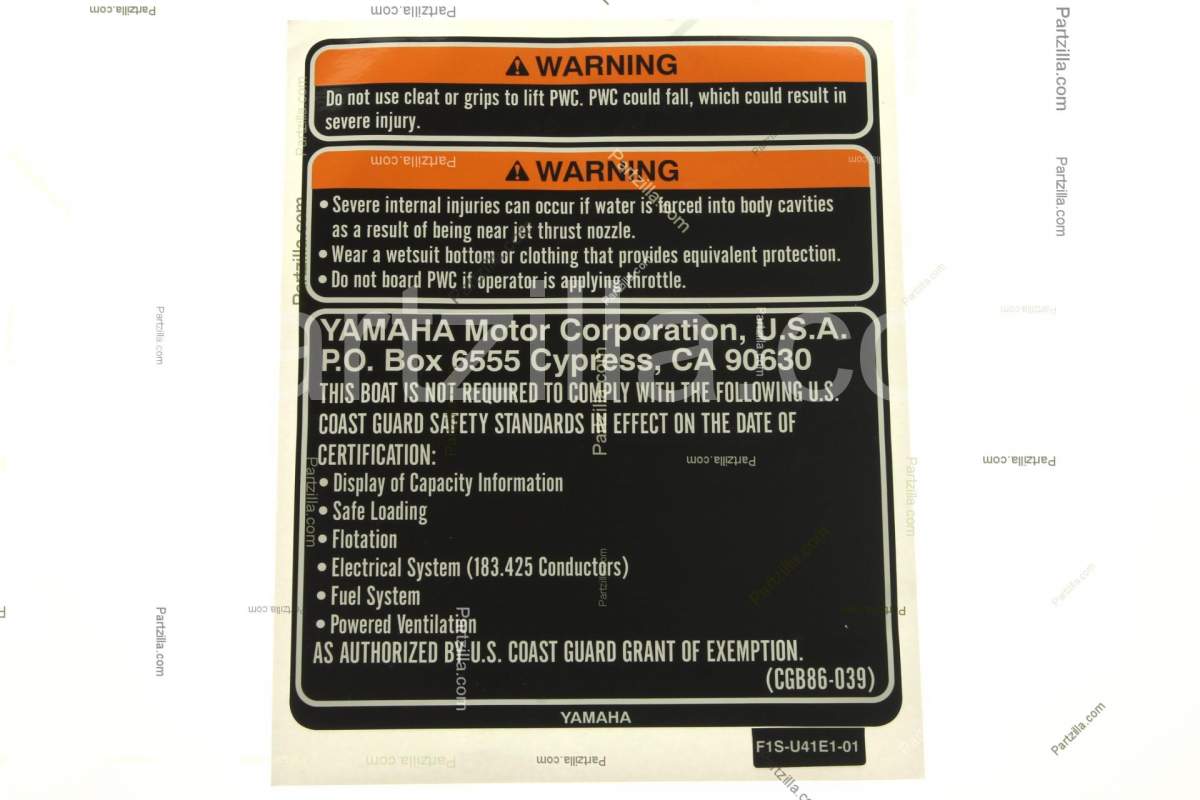 WARNING
Do not use cleat or grips to lift PWC. PWC could fall, which could result in
severe injury.
WARNING
• Severe internal injuries can occur if water is forced into body cavities
as a result of being near jet thrust nozzle.
• Wear a wetsuit bottom or clothing that provides equivalent protection.
• Do not board PWC if operator is applying throttle.
YAMAHA Motor Corporation, U.S.A.
P.O. Box 6555 Cypress, CA 90630
THIS BOAT IS NOT REQUIRED TO COMPLY WITH THE FOLLOWING U.S.
COAST GUARD SAFETY STANDARDS IN EFFECT ON THE DATE OF
CERTIFICATION:
• Display of Capacity Information
• Safe Loading
• Flotation
• Electrical System (183.425 Conductors)
• Fuel System
• Powered Ventilation
AS AUTHORIZED BY U.S. COAST GUARD GRANT OF EXEMPTION.
(CGB86-039)
YAMAHA
F1S-U41E1-01
Partzilla.com